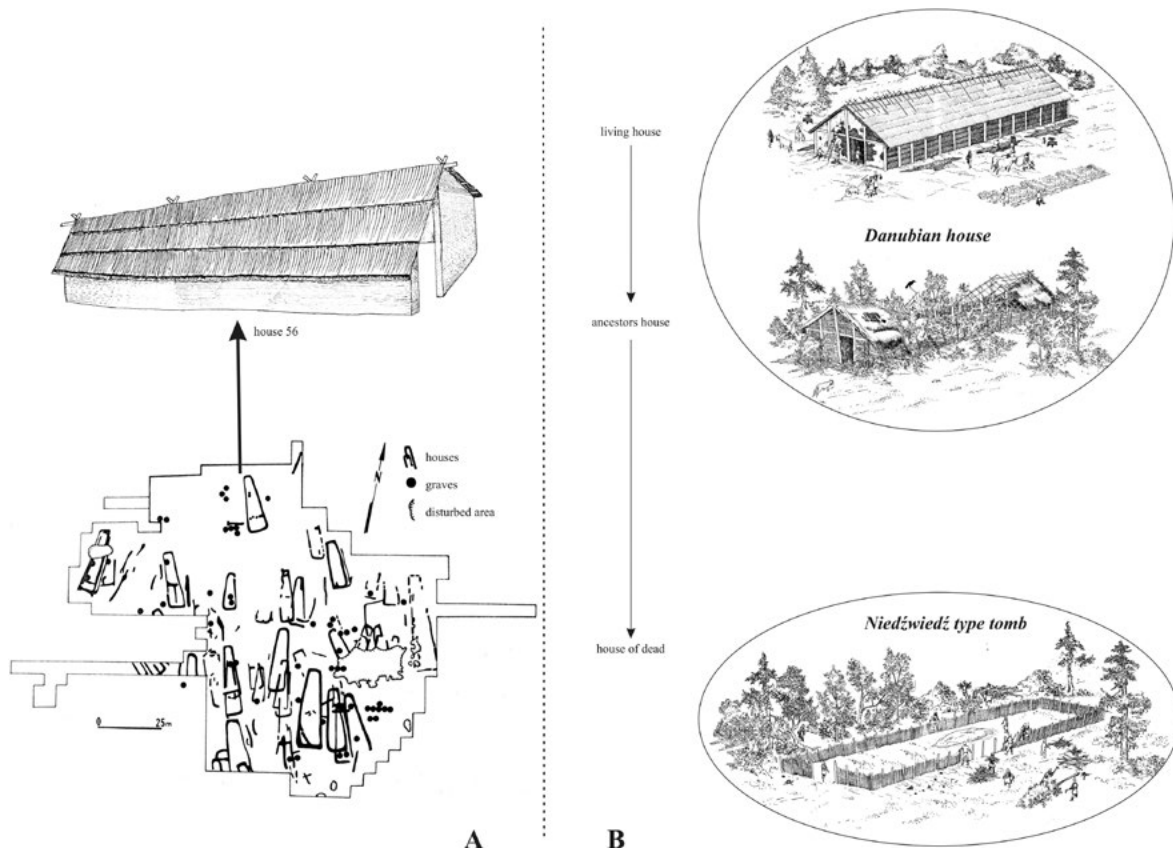 house 56
houses
N
graves
disturbed area
0 25m
A
living house
Danubian house
ancestors house
Niedźwiedź type tomb
house of dead
B